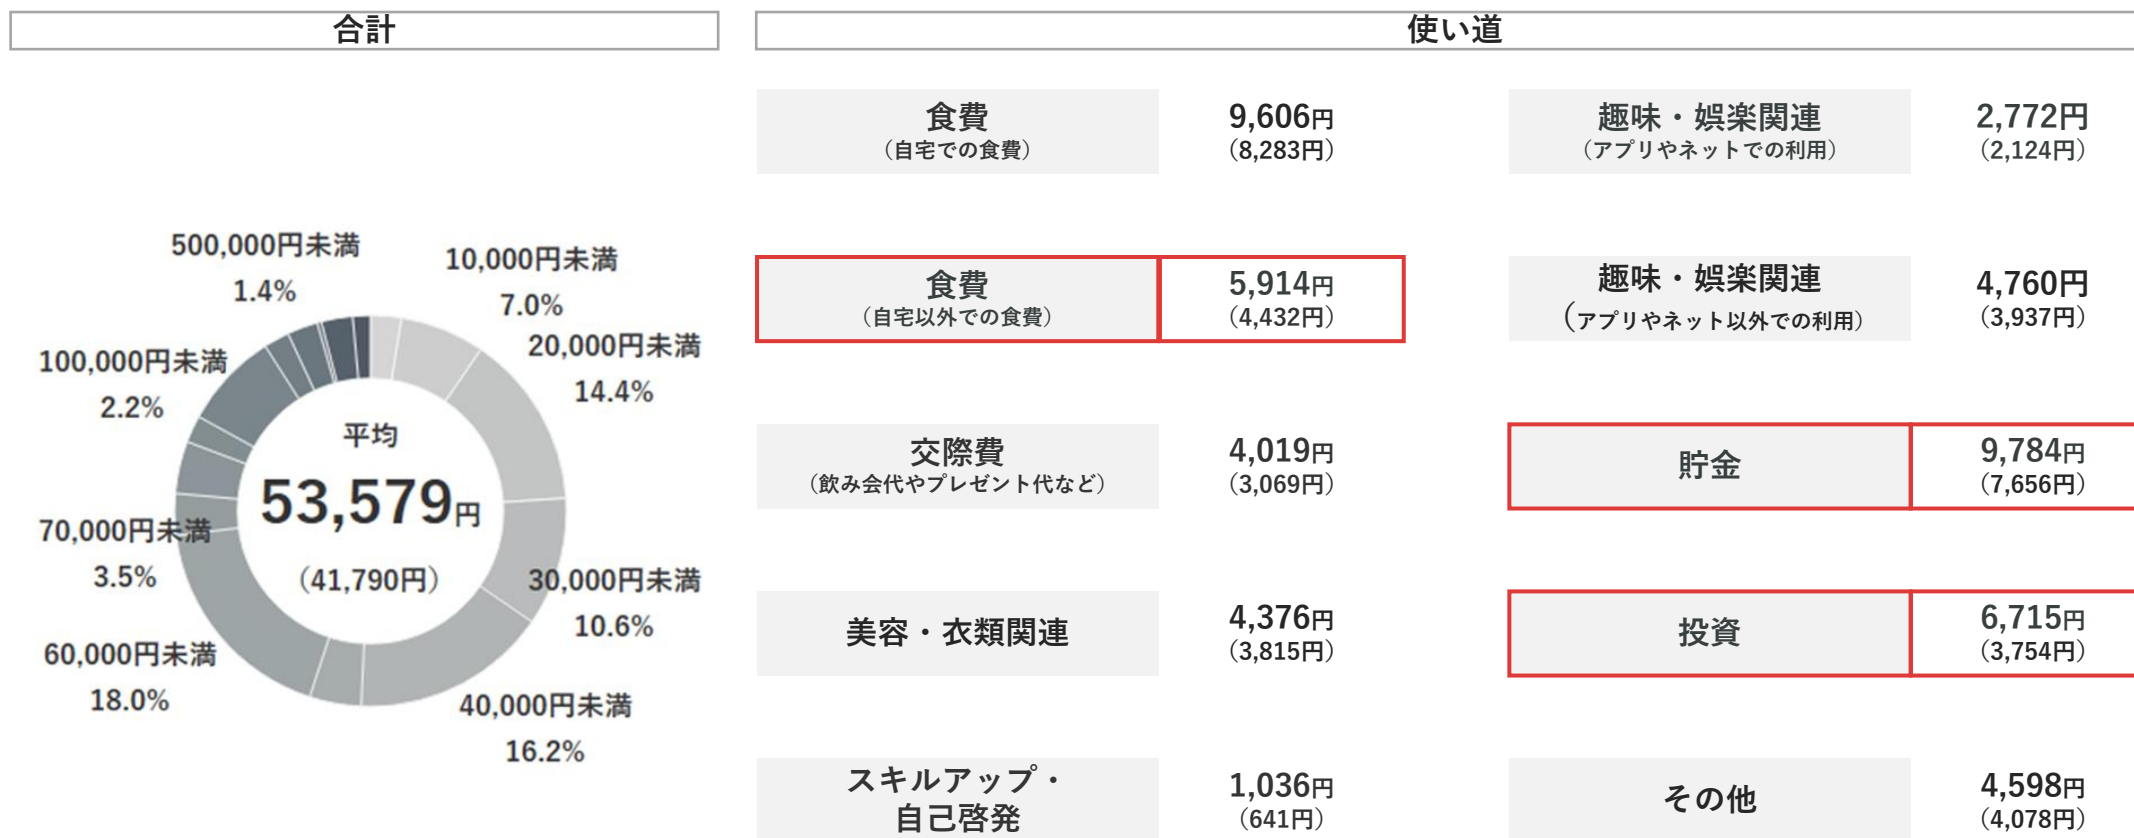 合計
500,000円未満
1.4%
10,000円未満
7.0%
20,000円未満
14.4%
100,000円未満
2.2%
平均
53,579円
(41,790円)
70,000円未満
3.5%
30,000円未満
10.6%
60,000円未満
18.0%
40,000円未満
16.2%
使い道
食費
（自宅での食費）
9,606円
（8,283円）
趣味・娯楽関連
（アプリやネットでの利用）
2,772円
（2,124円）
食費
（自宅以外での食費）
5,914円
（4,432円）
趣味・娯楽関連
（アプリやネット以外での利用）
4,760円
（3,937円）
交際費
（飲み会代やプレゼント代など）
4,019円
（3,069円）
貯金
9,784円
（7,656円）
美容・衣類関連
4,376円
（3,815円）
投資
6,715円
（3,754円）
スキルアップ・
自己啓発
1,036円
（641円）
その他
4,598円
（4,078円）